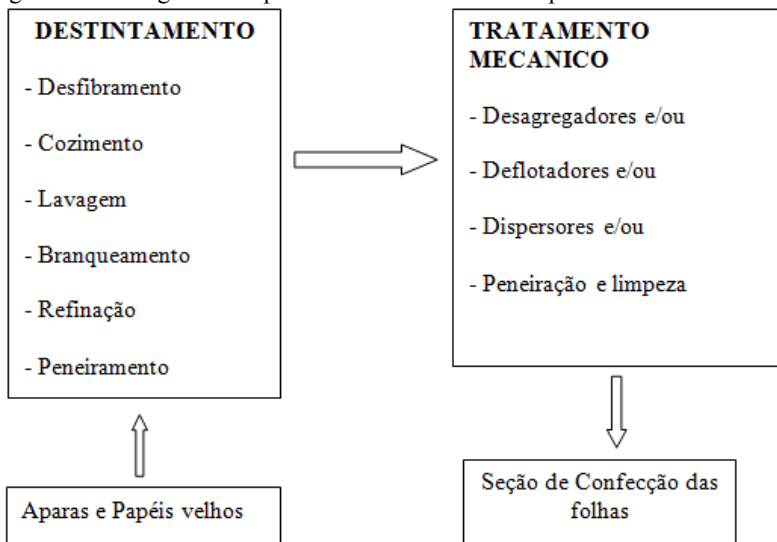 DESTINTAMENTO
- Desfibramento
- Cozimento
- Lavagem
- Branqueamento
- Refinação
- Peneiramento
TRATAMENTO
MECANICO
- Desagregadores e/ou
- Deflotadores e/ou
- Dispersores e/ou
- Peneiração e limpeza
Aparas e Papéis velhos
Seção de Confecção das
folhas